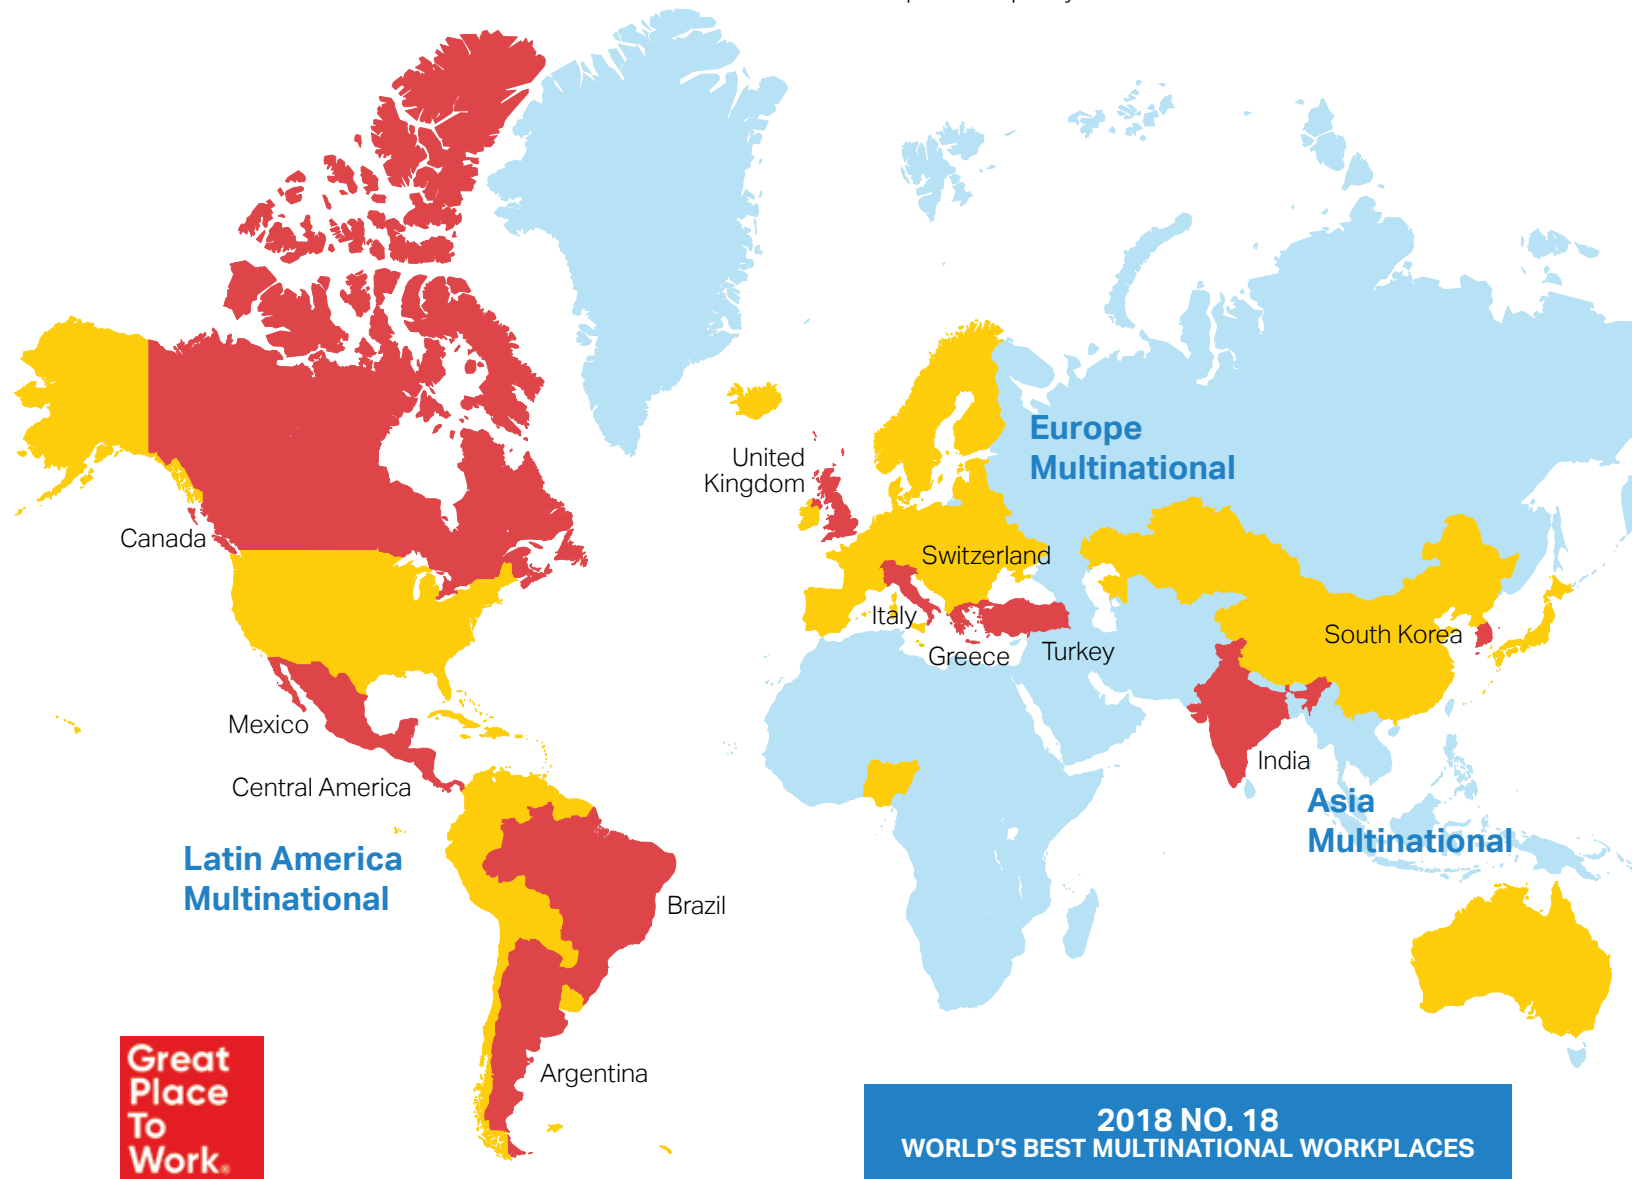 United
Kingdom
Europe
Multinational
Canada
Switzerland
Italy
Greece
Turkey
South Korea
Mexico
India
Central America
Asia
Multinational
Latin America
Multinational
Brazil
Argentina
Great
Place
To
Work®
2018 NO. 18
WORLD'S BEST MULTINATIONAL WORKPLACES